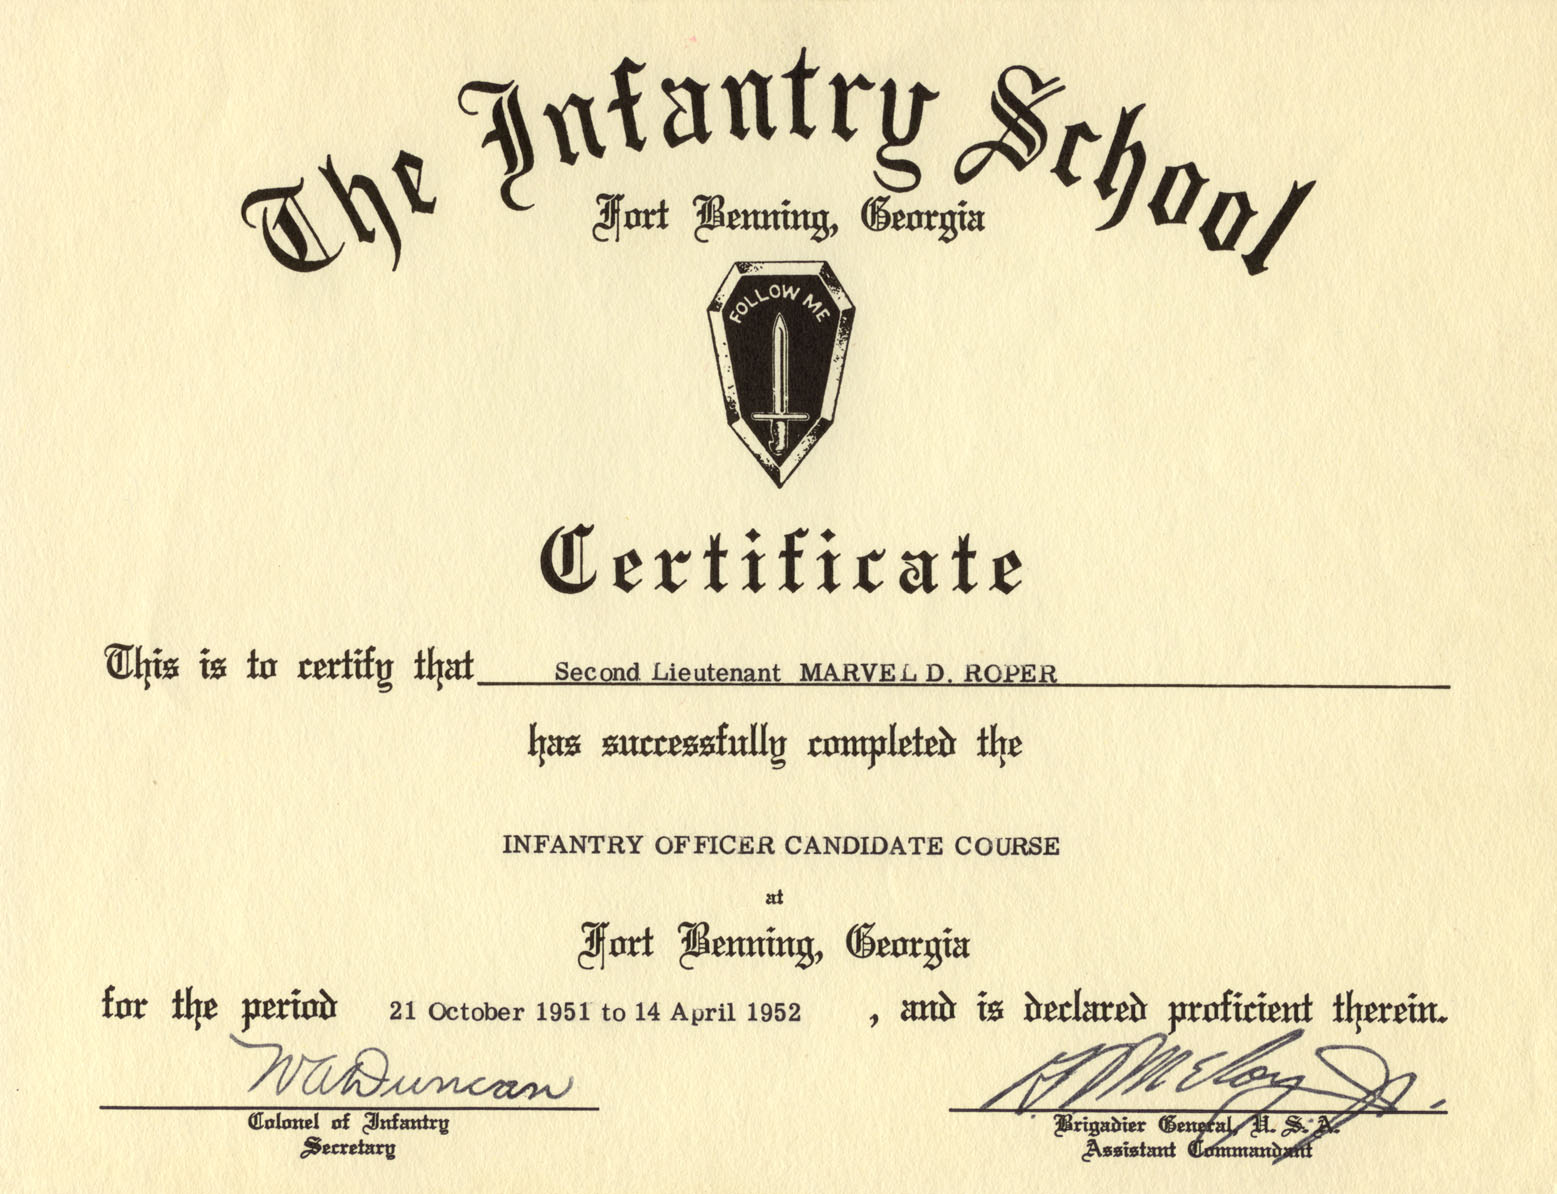 The Infantry School
Fort Benning, Georgia
FOLLOW ME
Certificate
This is to certify that Second Lieutenant MARVEL D. ROPER
has successfully completed the
INFANTRY OFFICER CANDIDATE COURSE
at
Fort Benning, Georgia
for the period 21 October 1951 to 14 April 1952 , and is declared proficient therein.
W A Duncan
Colonel of Infantry
Secretary
Jr.
Brigadier General, U. S. A.
Assistant Commandant